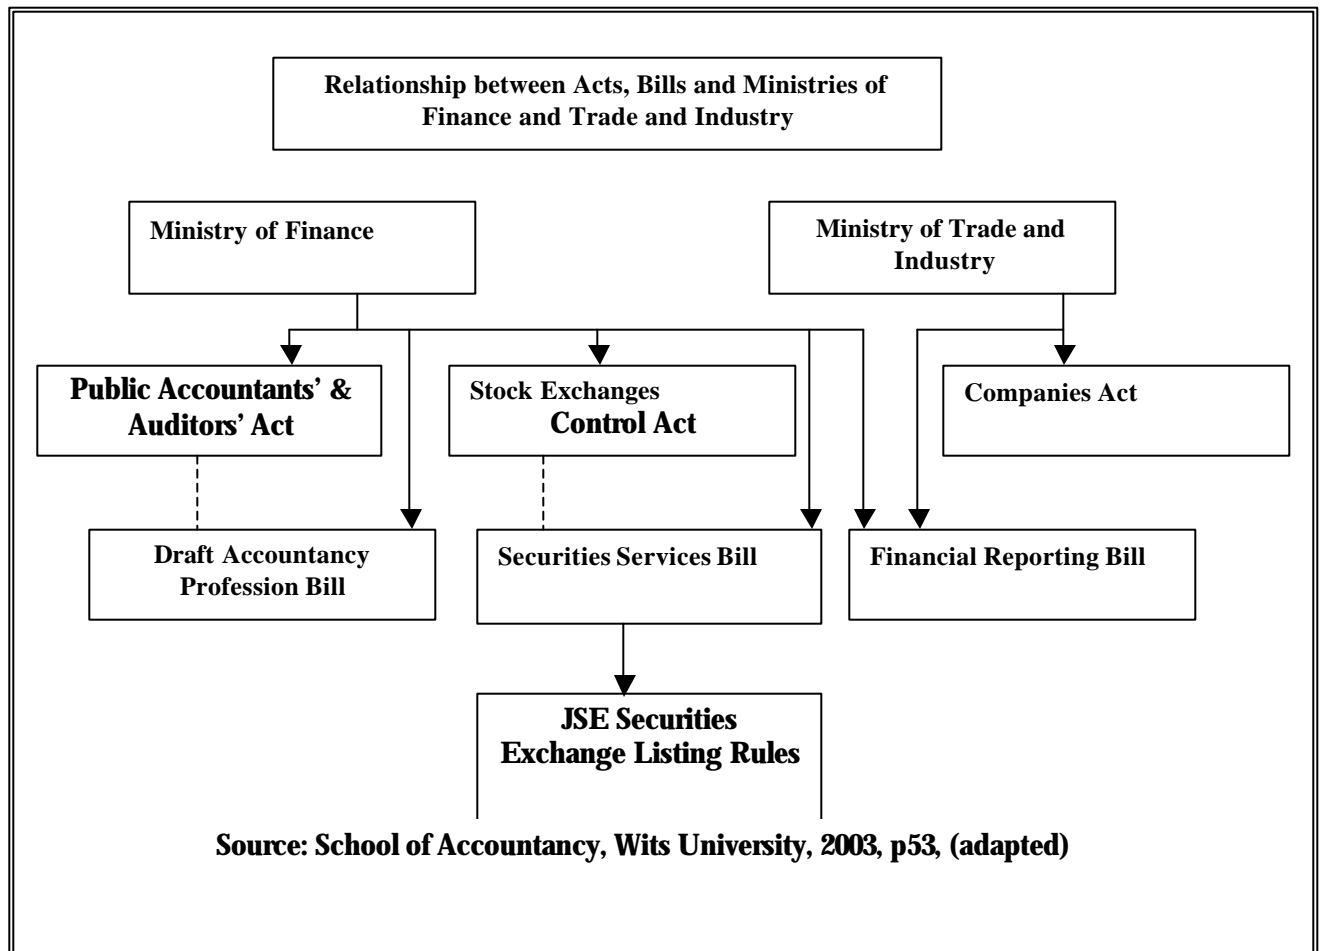 Relationship between Acts, Bills and Ministries of
Finance and Trade and Industry
Ministry of Finance
Ministry of Trade and
Industry
Public Accountants’ &
Auditors’ Act
Stock Exchanges
Control Act
Companies Act
Draft Accountancy
Profession Bill
Securities Services Bill
Financial Reporting Bill
JSE Securities
Exchange Listing Rules
Source: School of Accountancy, Wits University, 2003, p53, (adapted)